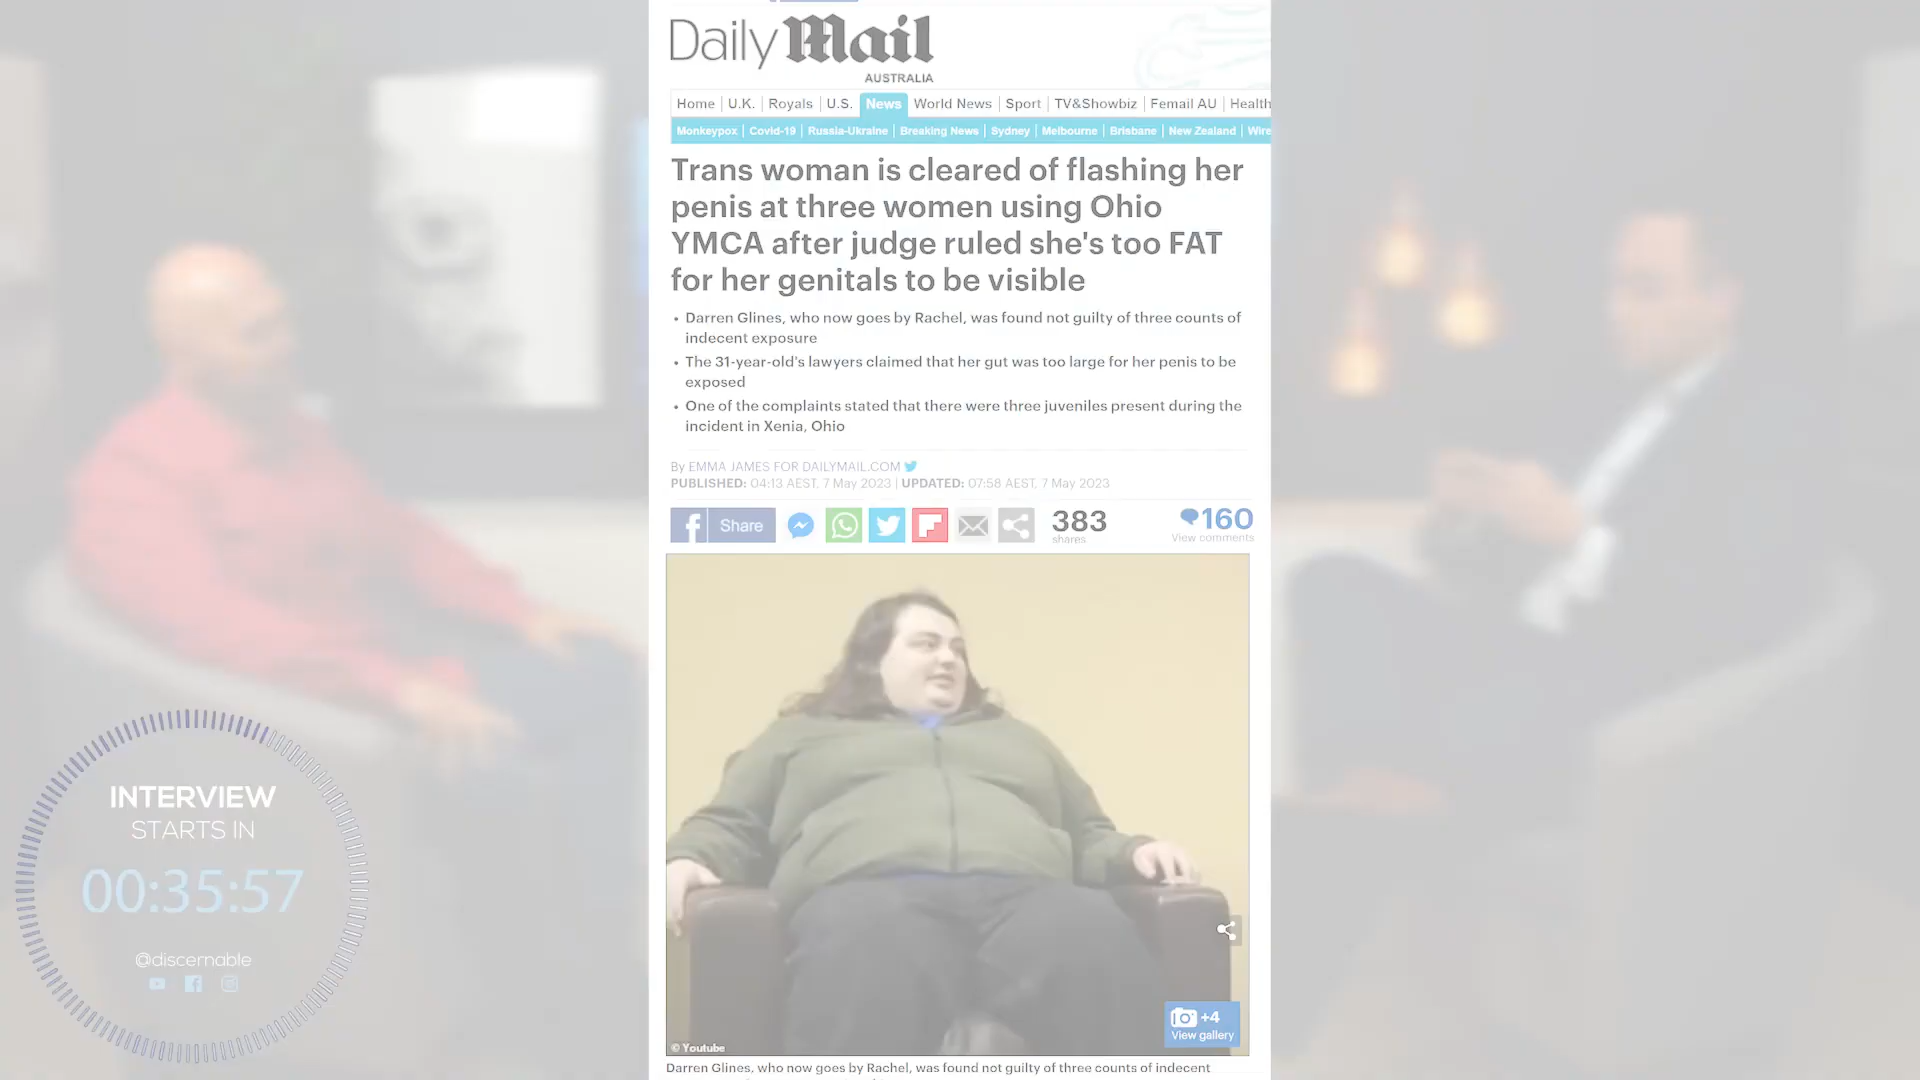 Daily Mail
AUSTRALIA
Home | U.K. | Royals | U.S. | News | World News | Sport | TV&Showbiz | Femail AU | Health
Monkeypox | Covid-19 | Russia-Ukraine | Breaking News | Sydney | Melbourne | Brisbane | New Zealand | Wire
Trans woman is cleared of flashing her
penis at three women using Ohio
YMCA after judge ruled she's too FAT
for her genitals to be visible
• Darren Glines, who now goes by Rachel, was found not guilty of three counts of
indecent exposure
• The 31-year-old's lawyers claimed that her gut was too large for her penis to be
exposed
• One of the complaints stated that there were three juveniles present during the
incident in Xenia, Ohio
By EMMA JAMES FOR DAILYMAIL.COM
PUBLISHED: 04:13 AEST, 7 May 2023 | UPDATED: 07:58 AEST, 7 May 2023
Share
383
shares
160
View comments
+4
View gallery
© Youtube
Darren Glines, who now goes by Rachel, was found not guilty of three counts of indecent
INTERVIEW
STARTS IN
00:35:57
@discernable